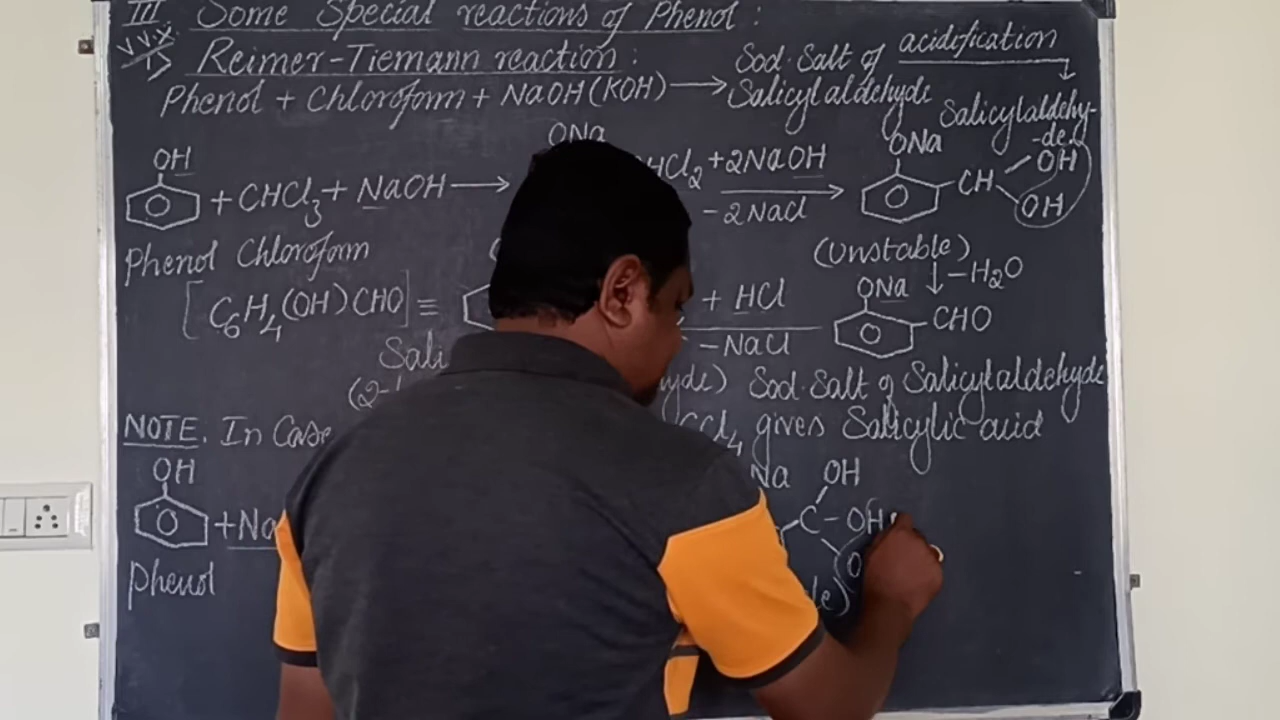 III Some Special reactions of Phenol :
V.V.I
Reimer-Tiemann reaction :
Sod. Salt of acidification
Phenol + Chloroform + NaOH(KOH) → Salicylaldehyde Salicylaldehy-
-de.
OH ONa ONa OH
+ CHCl3 + NaOH → HCl2 + 2NaOH → CH
-2NaCl OH
Phenol Chloroform (Unstable)
↓ -H2O
[C6H4(OH)CHO] ≡ + HCl ONa
-NaCl CHO
Sali
(2- yde) Sod. Salt of Salicylaldehyde
NOTE. In Case CCl4 gives Salicylic acid
OH Na OH
+ Na C - OH
Phenol le)